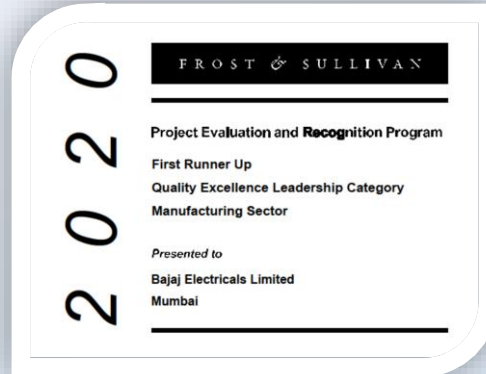 2020
FROST & SULLIVAN
Project Evaluation and Recognition Program
First Runner Up
Quality Excellence Leadership Category
Manufacturing Sector
Presented to
Bajaj Electricals Limited
Mumbai